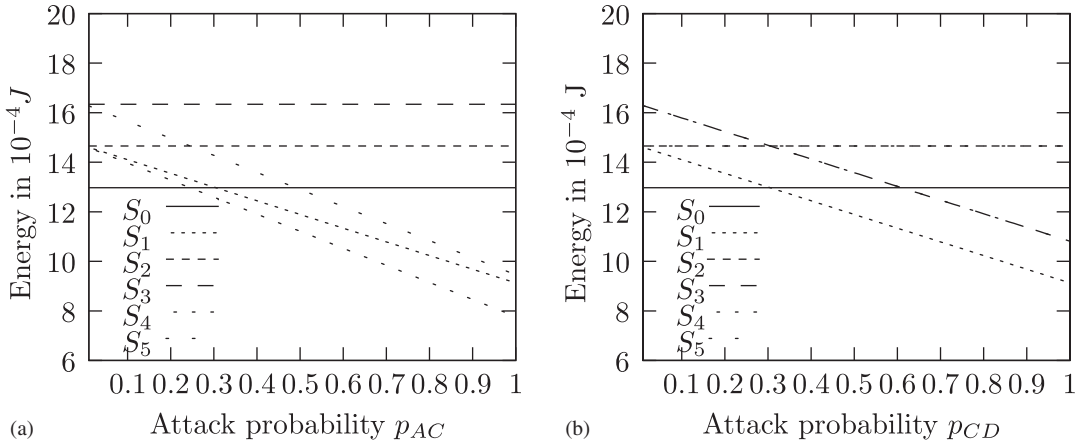 20
18
16
14
12
10
8
6
Energy in 10⁻⁴J
S₀
S₁
S₂
S₃
S₄
S₅
0.1 0.2 0.3 0.4 0.5 0.6 0.7 0.8 0.9 1
(a) Attack probability p_AC
20
18
16
14
12
10
8
6
Energy in 10⁻⁴ J
S₀
S₁
S₂
S₃
S₄
S₅
0.1 0.2 0.3 0.4 0.5 0.6 0.7 0.8 0.9 1
(b) Attack probability p_CD